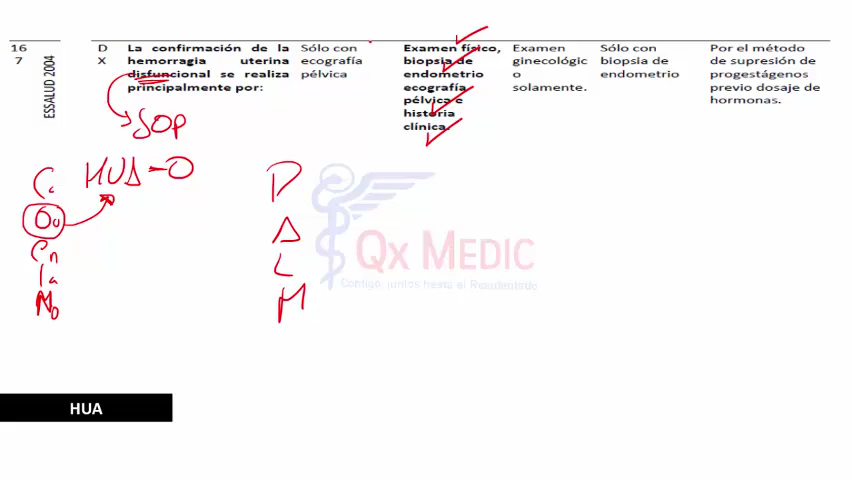 16
7
ESSALUD 2004
D
X
La confirmación de la
hemorragia uterina
disfuncional se realiza
principalmente por:
Sólo con
ecografía
pélvica
Examen físico,
biopsia de
endometrio
ecografía
pélvica e
historia
clínica.
Examen
ginecológic
o
solamente.
Sólo con
biopsia de
endometrio
Por el método
de supresión de
progestágenos
previo dosaje de
hormonas.
SOP
HUA-O
P
A
L
M
Qx MEDIC
Contigo juntos hasta el Residentado
HUA